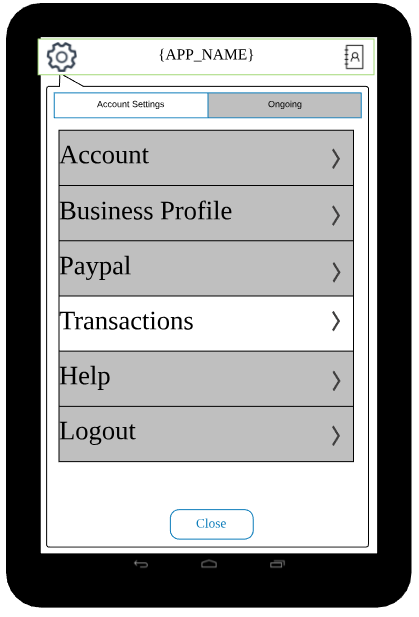 {APP_NAME}
Account Settings
Ongoing
Account
Business Profile
Paypal
Transactions
Help
Logout
Close